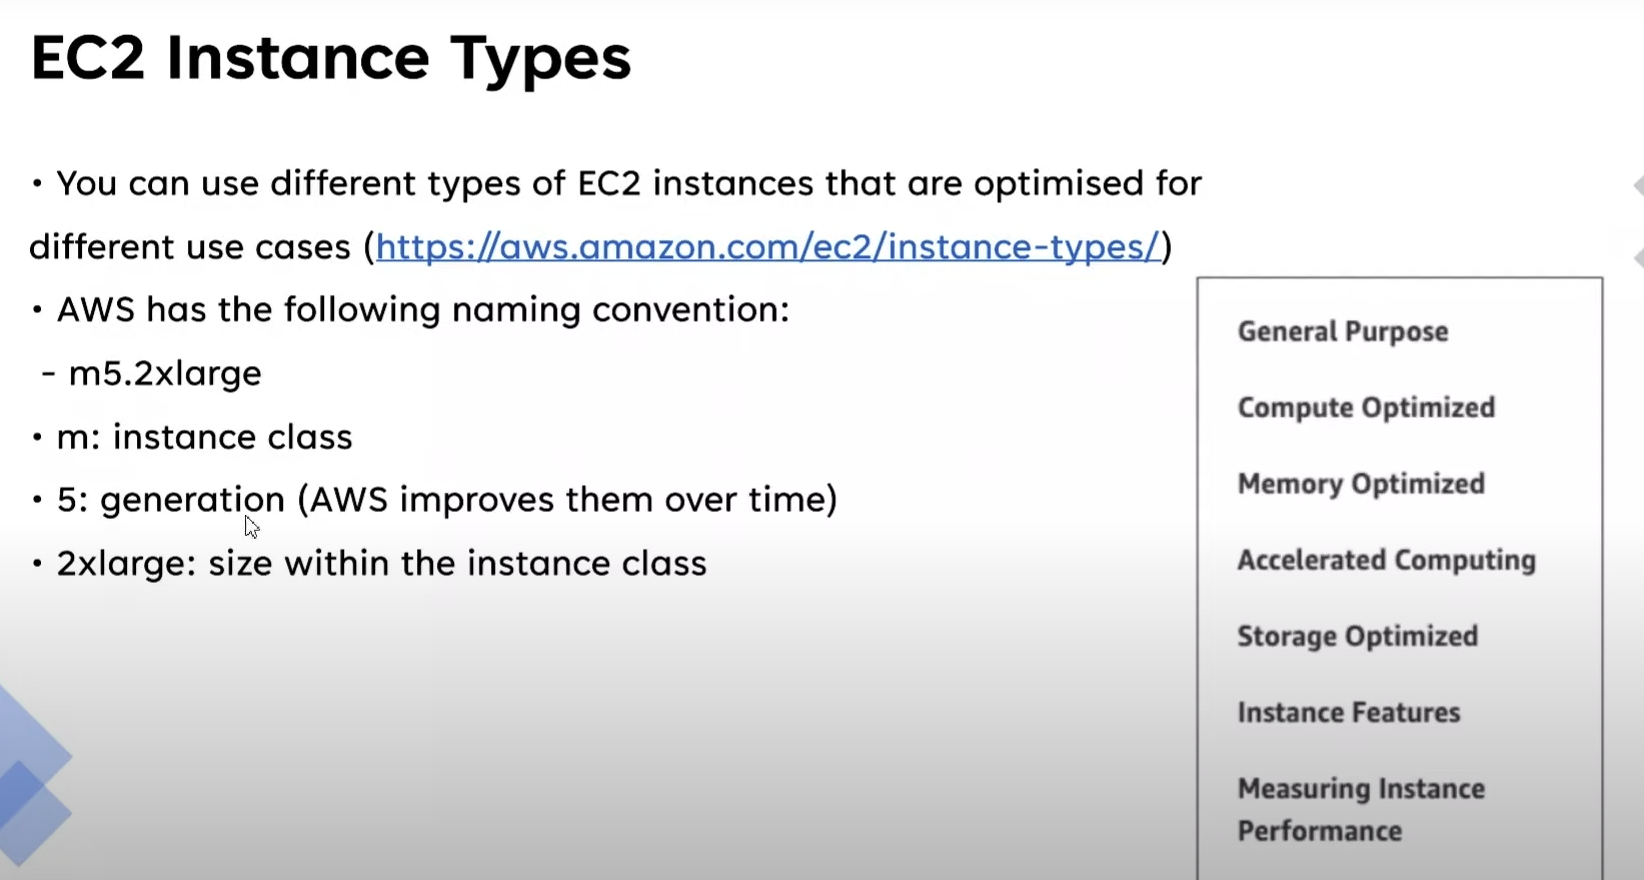 EC2 Instance Types
• You can use different types of EC2 instances that are optimised for
different use cases (https://aws.amazon.com/ec2/instance-types/)
• AWS has the following naming convention:
- m5.2xlarge
• m: instance class
• 5: generation (AWS improves them over time)
• 2xlarge: size within the instance class
General Purpose
Compute Optimized
Memory Optimized
Accelerated Computing
Storage Optimized
Instance Features
Measuring Instance
Performance